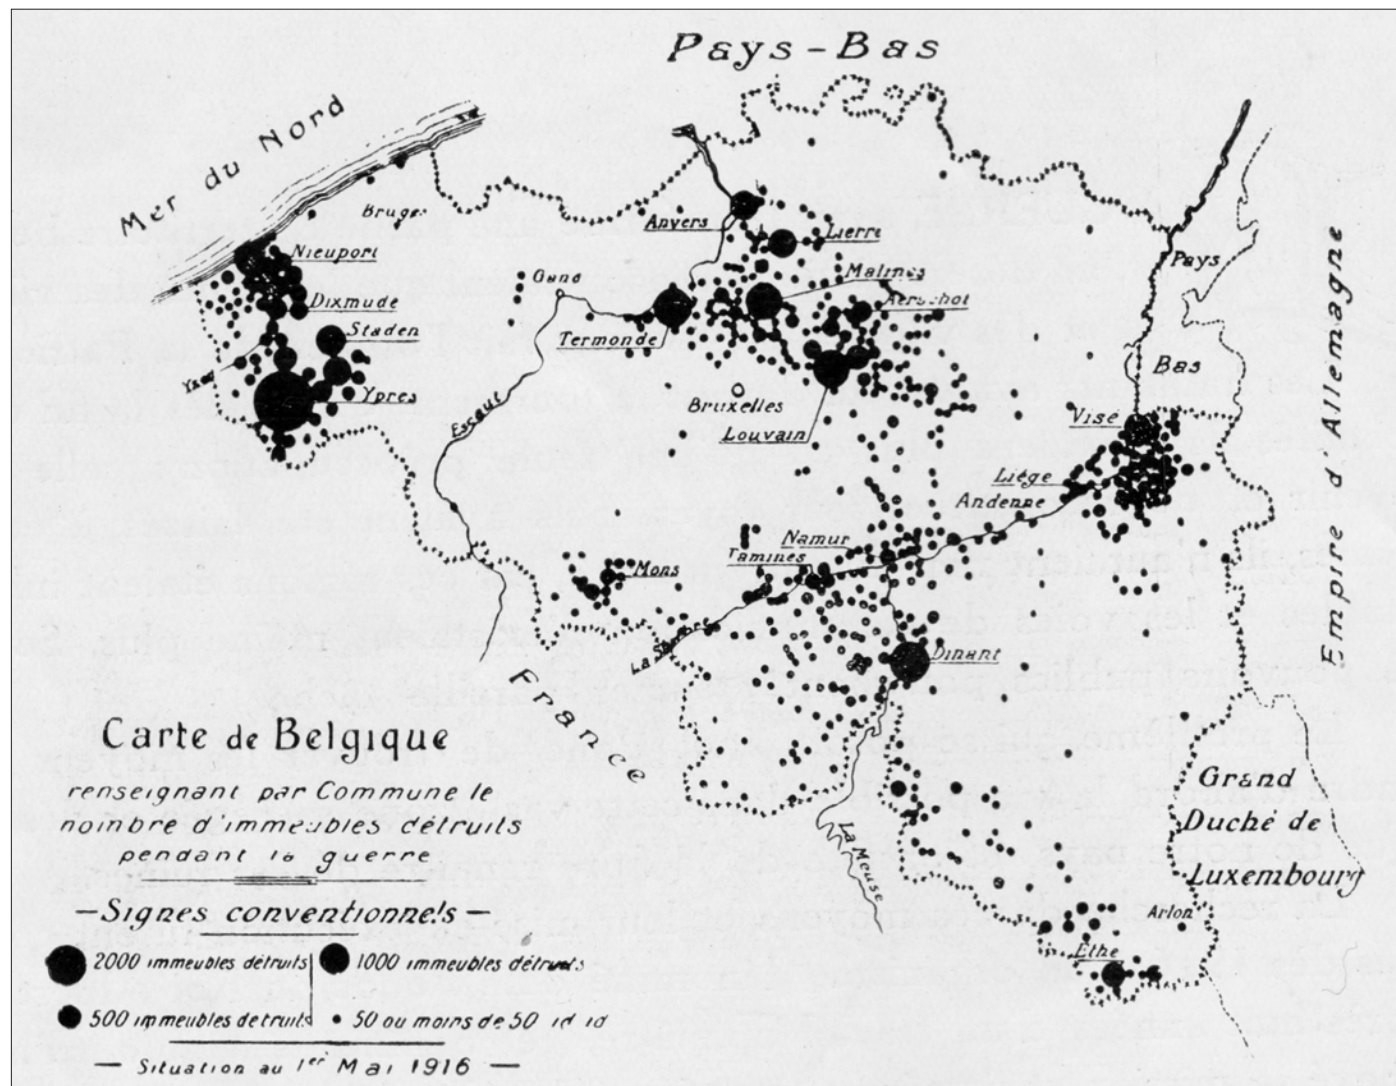 Pays-Bas
Mer du Nord
Bruges
Anvers
Lierre
Nieuport
Gand
Malines
Pays
Dixmude
Aerschot
Staden
Termonde
Bas
Yser
Ypres
Bruxelles
Escaut
Visé
Louvain
Liége
Andenne
Empire d'Allemagne
Namur
Tamines
Mons
La Sambre
Dinant
France
Carte de Belgique
renseignant par Commune le
nombre d'immeubles détruits
pendant la guerre
Grand
Duché de
Luxembourg
La Meuse
Arlon
Ethe
—Signes conventionnels—
2000 immeubles détruits
1000 immeubles détruits
500 immeubles detruits
50 ou moins de 50 id id
— Situation au 1er Mai 1916 —